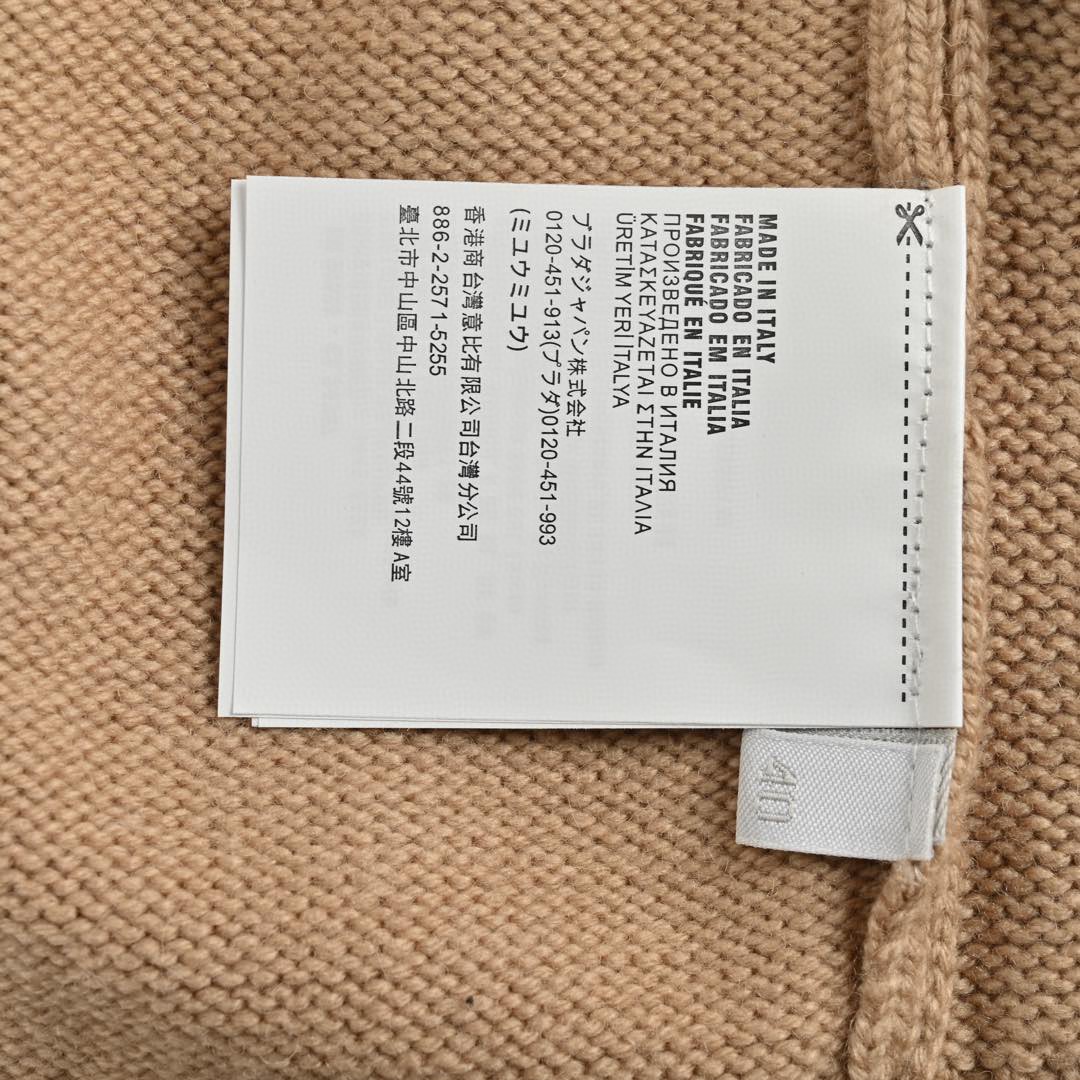 MADE IN ITALY
FABRICADO EN ITALIA
FABRICADO EM ITALIA
FABRIQUÉ EN ITALIE
ПРОИЗВЕДЕНО В ИТАЛИЯ
ΚΑΤΑΣΚΕΥΑΖΕΤΑΙ ΣΤΗΝ ΙΤΑΛΙΑ
ÜRETİM YERİ İTALYA
プラダジャパン株式会社
0120-451-913(プラダ)0120-451-993
(ミユウミユウ)
香港商台灣意比有限公司台灣分公司
886-2-2571-5255
臺北市中山區中山北路二段44號12樓A室
40